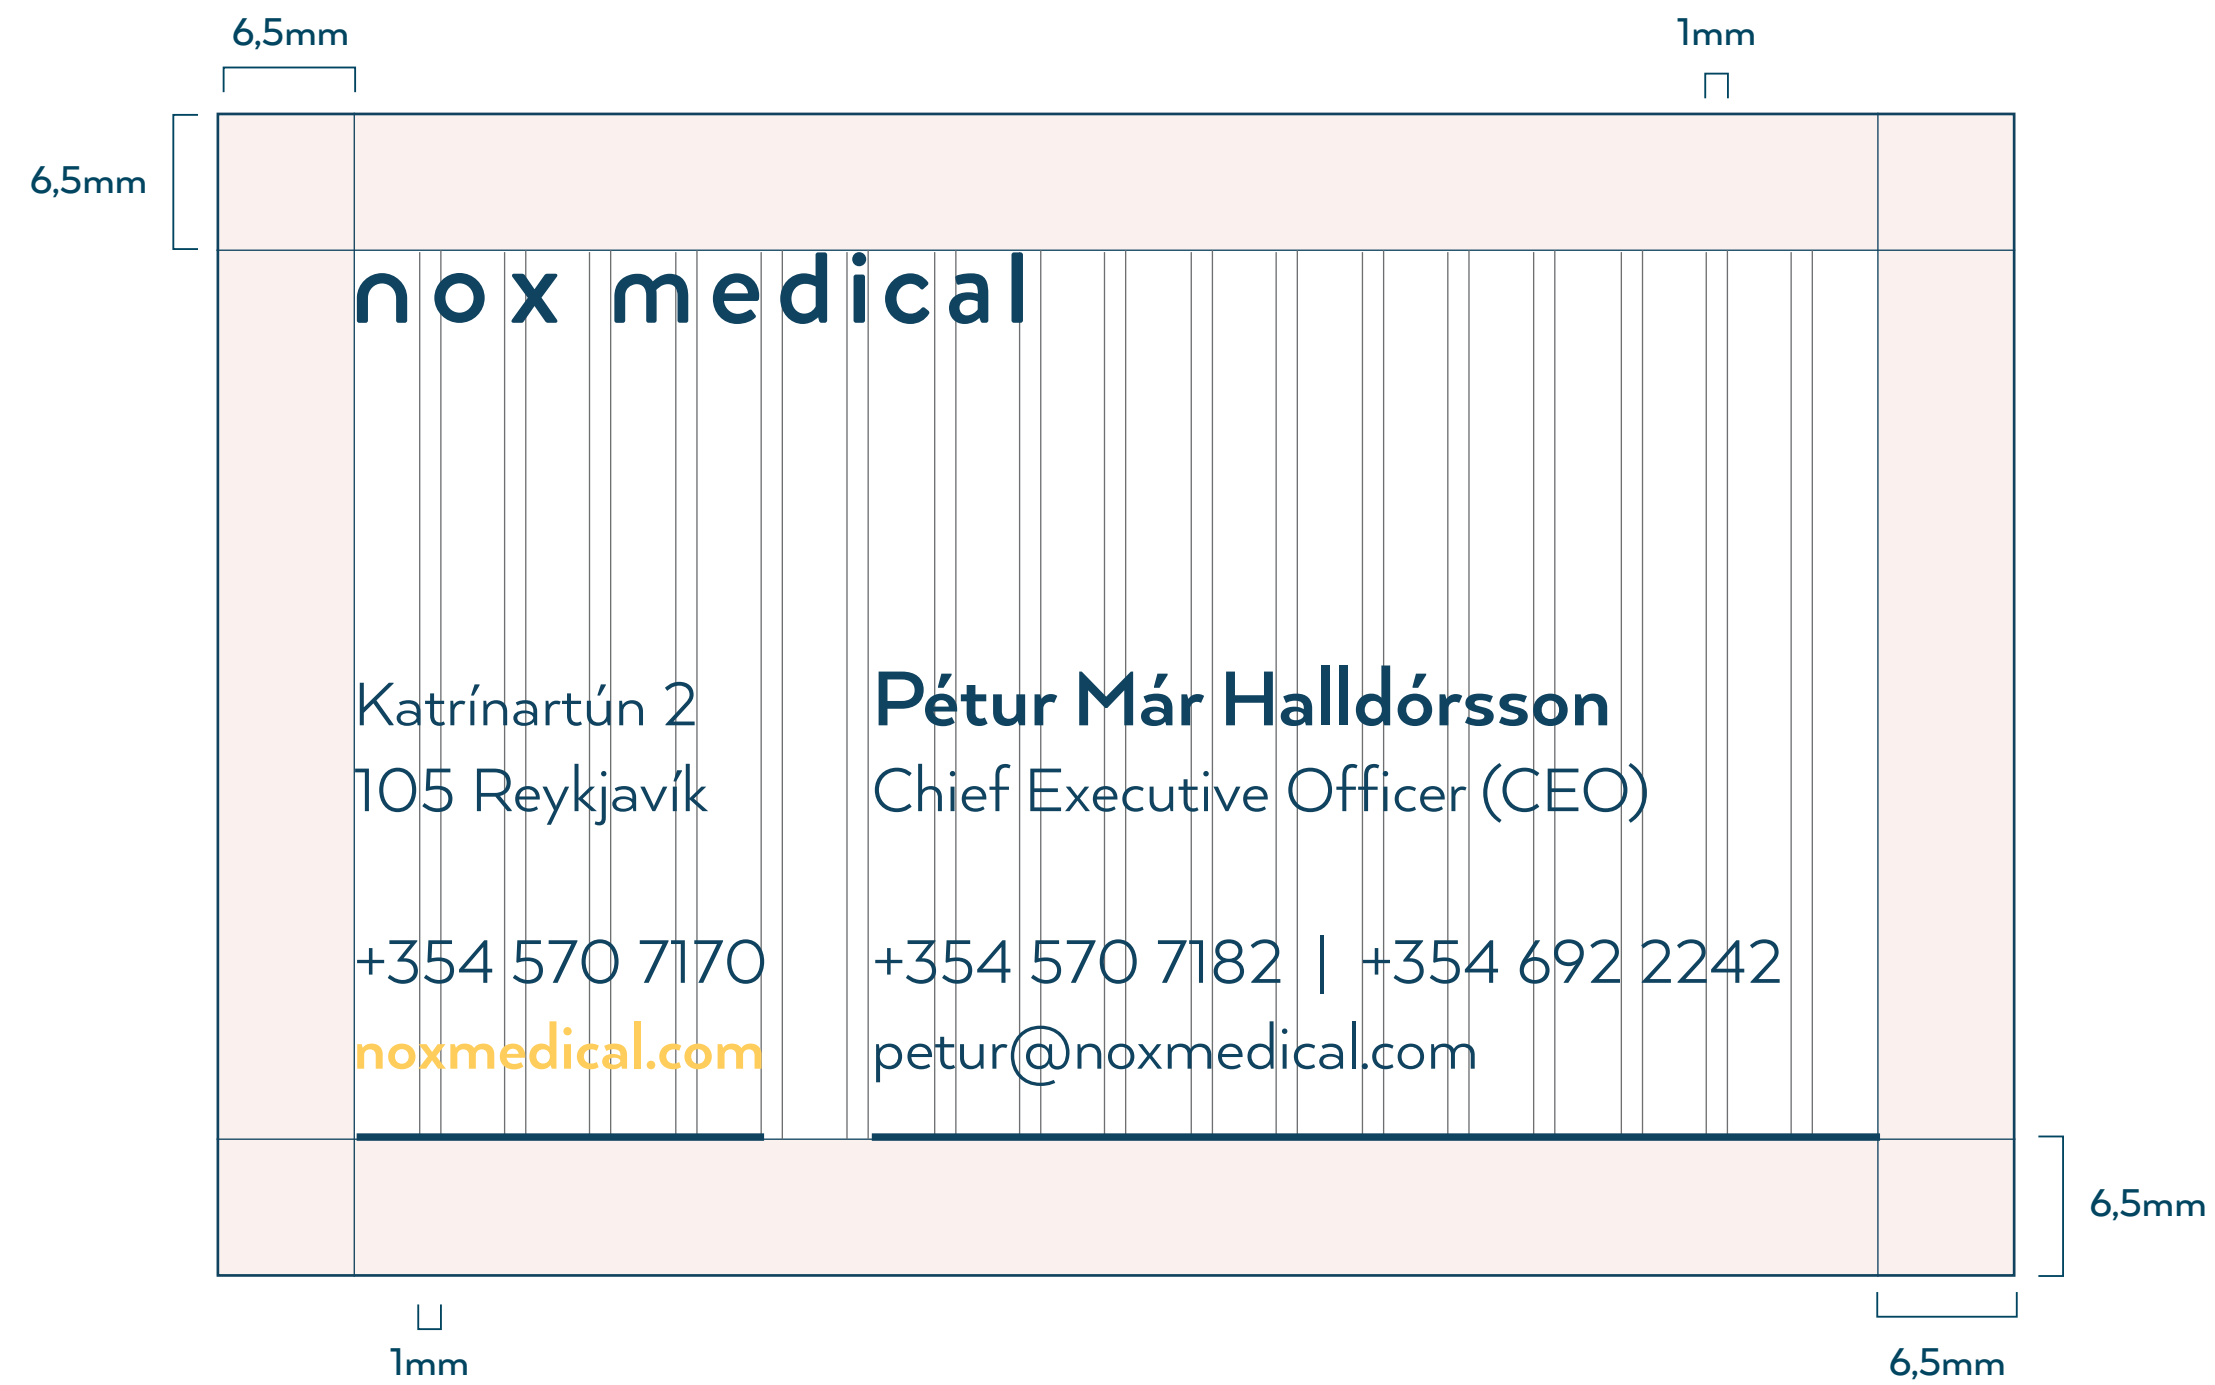 6,5mm
1mm
6,5mm
nox medical
Katrínartún 2
105 Reykjavík
+354 570 7170
noxmedical.com
Pétur Már Halldórsson
Chief Executive Officer (CEO)
+354 570 7182 | +354 692 2242
petur@noxmedical.com
6,5mm
1mm
6,5mm